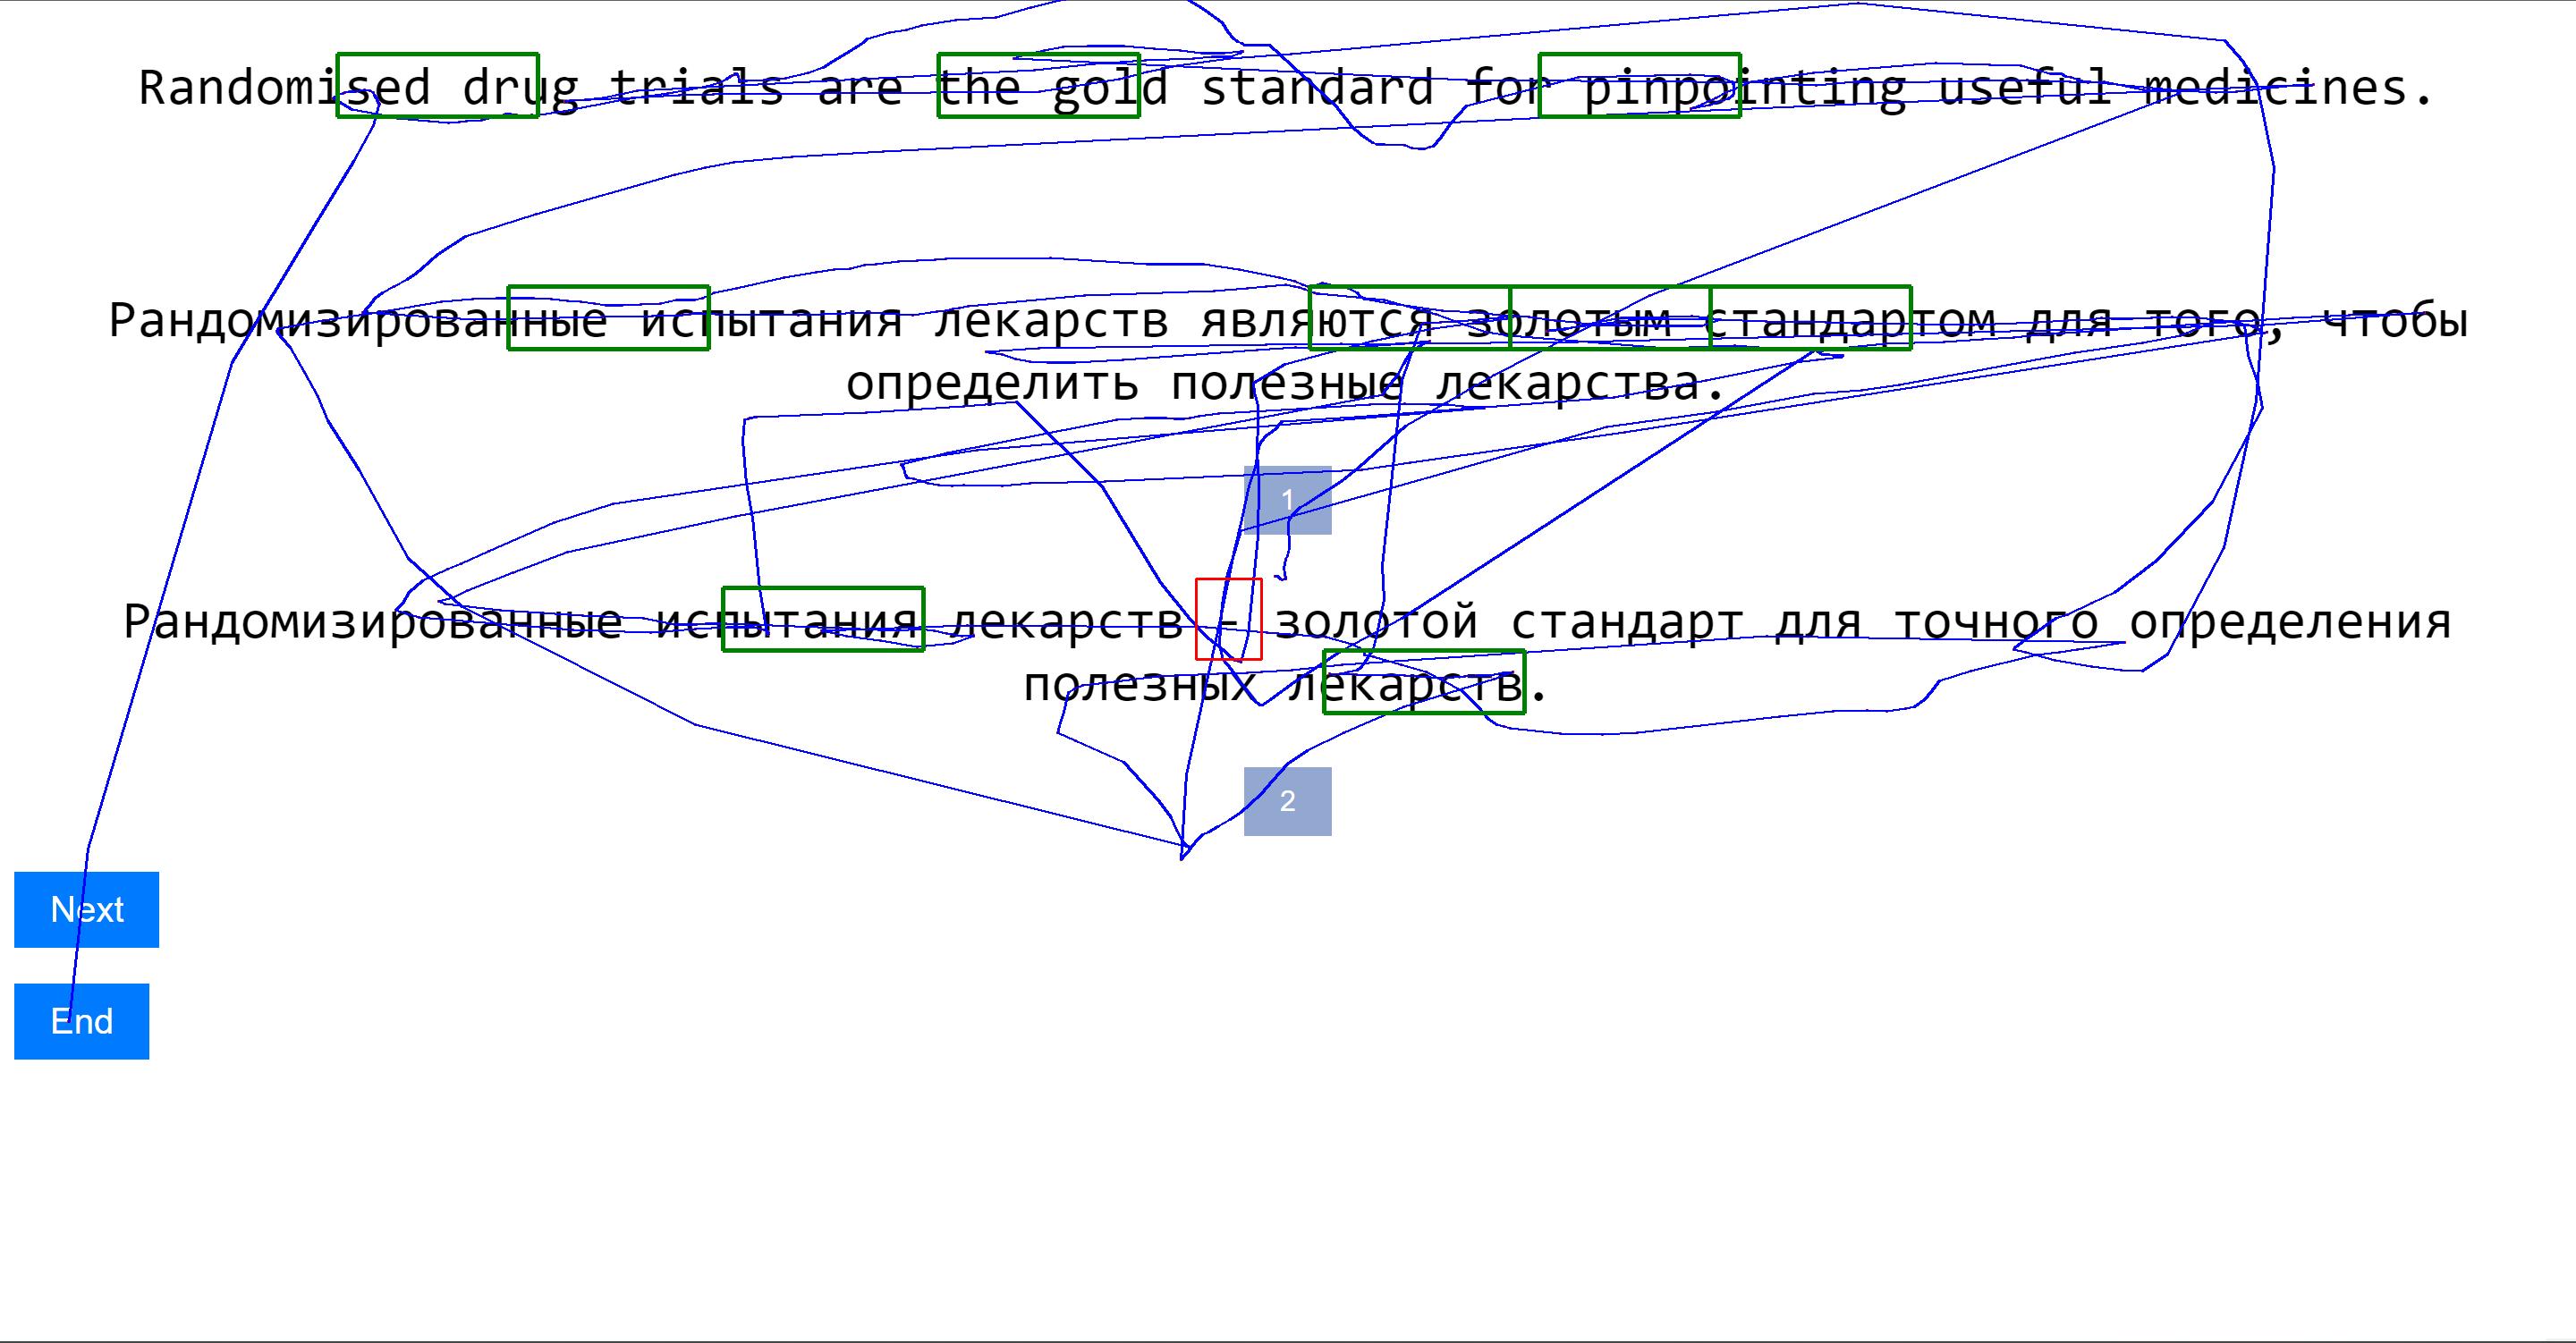 Randomised drug trials are the gold standard for pinpointing useful medicines.
Рандомизированные испытания лекарств являются золотым стандартом для того, чтобы
определить полезные лекарства.
1
Рандомизированные испытания лекарств – золотой стандарт для точного определения
полезных лекарств.
2
Next
End